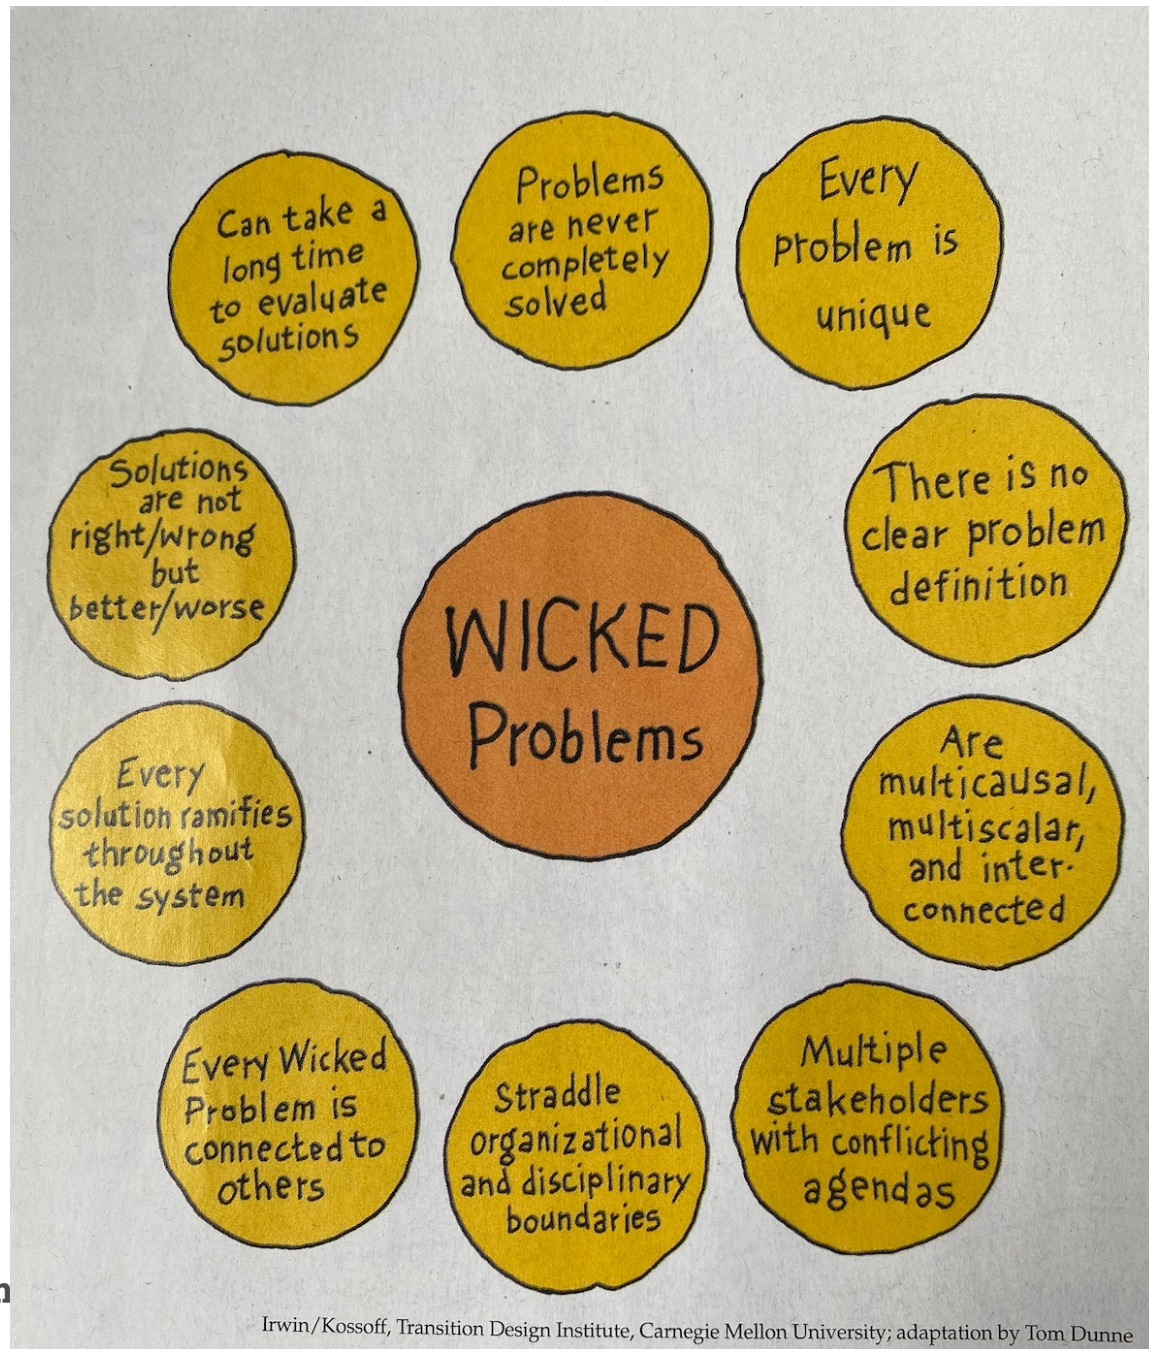 Can take a
long time
to evaluate
solutions
Problems
are never
completely
solved
Every
problem is
unique
Solutions
are not
right/wrong
but
better/worse
There is no
clear problem
definition
WICKED
Problems
Every
solution ramifies
throughout
the system
Are
multicausal,
multiscalar,
and inter-
connected
Every Wicked
Problem is
connected to
others
Straddle
organizational
and disciplinary
boundaries
Multiple
stakeholders
with conflicting
agendas
Irwin/Kossoff, Transition Design Institute, Carnegie Mellon University; adaptation by Tom Dunne